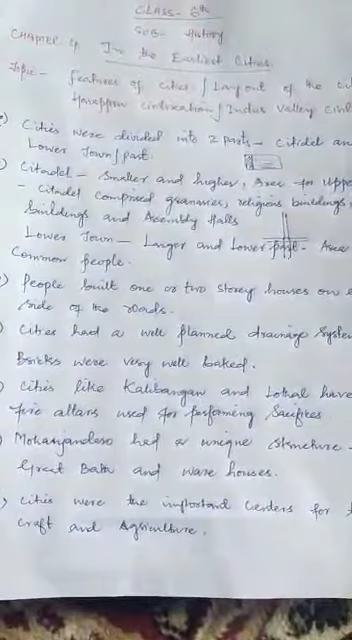 CLASS- 6th
SUB- History
CHAPTER 4 In the Earliest Cities.
Topic - features of cities / Layout of the
Harappan civilization / Indus Valley
Cities were divided into 2 parts - Citidel an
Lower Town/part.
Citadel - Smaller and higher, Area for Uppe
- Citadel comprised granaries, religious buildings,
buildings and Assembly Halls
Lower Town - Larger and Lower part - Area
Common people.
People built one or two storey houses on e
side of the roads.
Cities had a well planned drainage System
Bricks were very well baked.
Cities like Kalibangan and Lothal have
fire altars used for performing Sacrifices
Mohanjandeso had a unique structure -
Great Bath and ware houses.
Cities were the important centers for
craft and Agriculture.